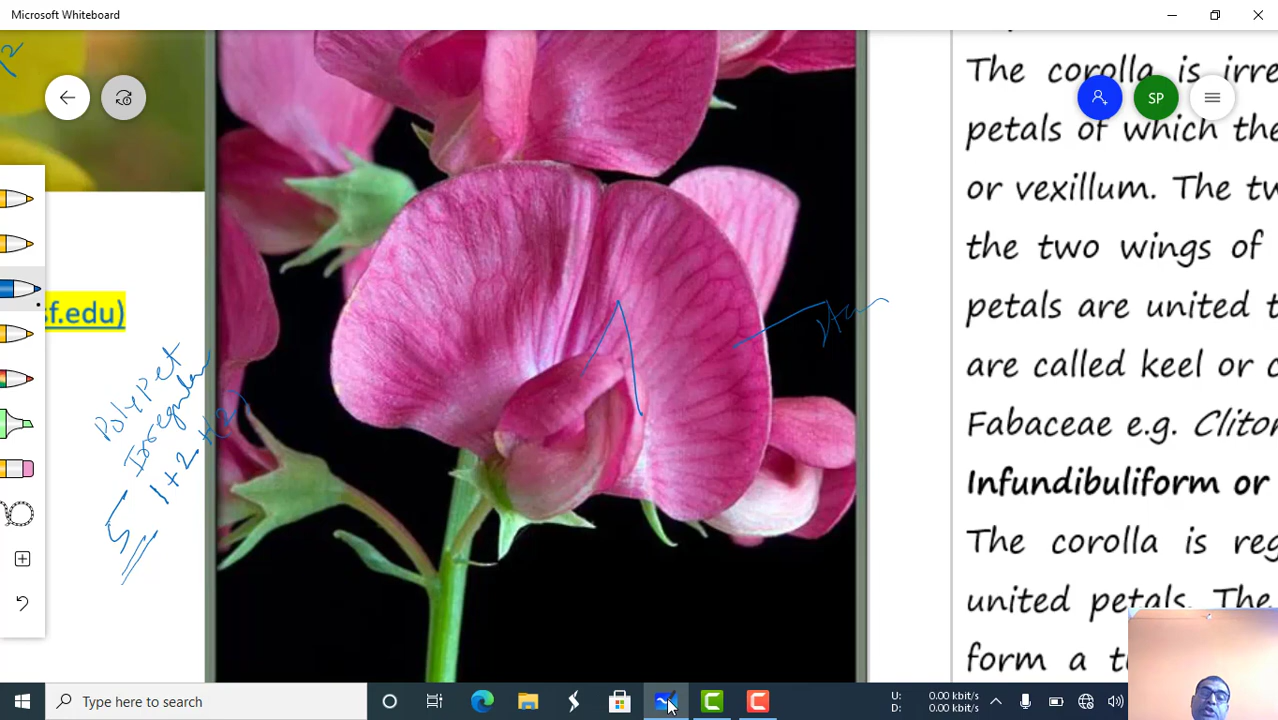 Microsoft Whiteboard
SP
The corolla is irre
petals of which the
or vexillum. The tw
the two wings of
petals are united t
are called keel or c
Fabaceae e.g. Clitor
Infundibuliform or
The corolla is reg
united petals. The
form a t
sf.edu)
Polypet
Irregular
1+2+(2)
5
Type here to search
U: 0.00 kbit/s
D: 0.00 kbit/s